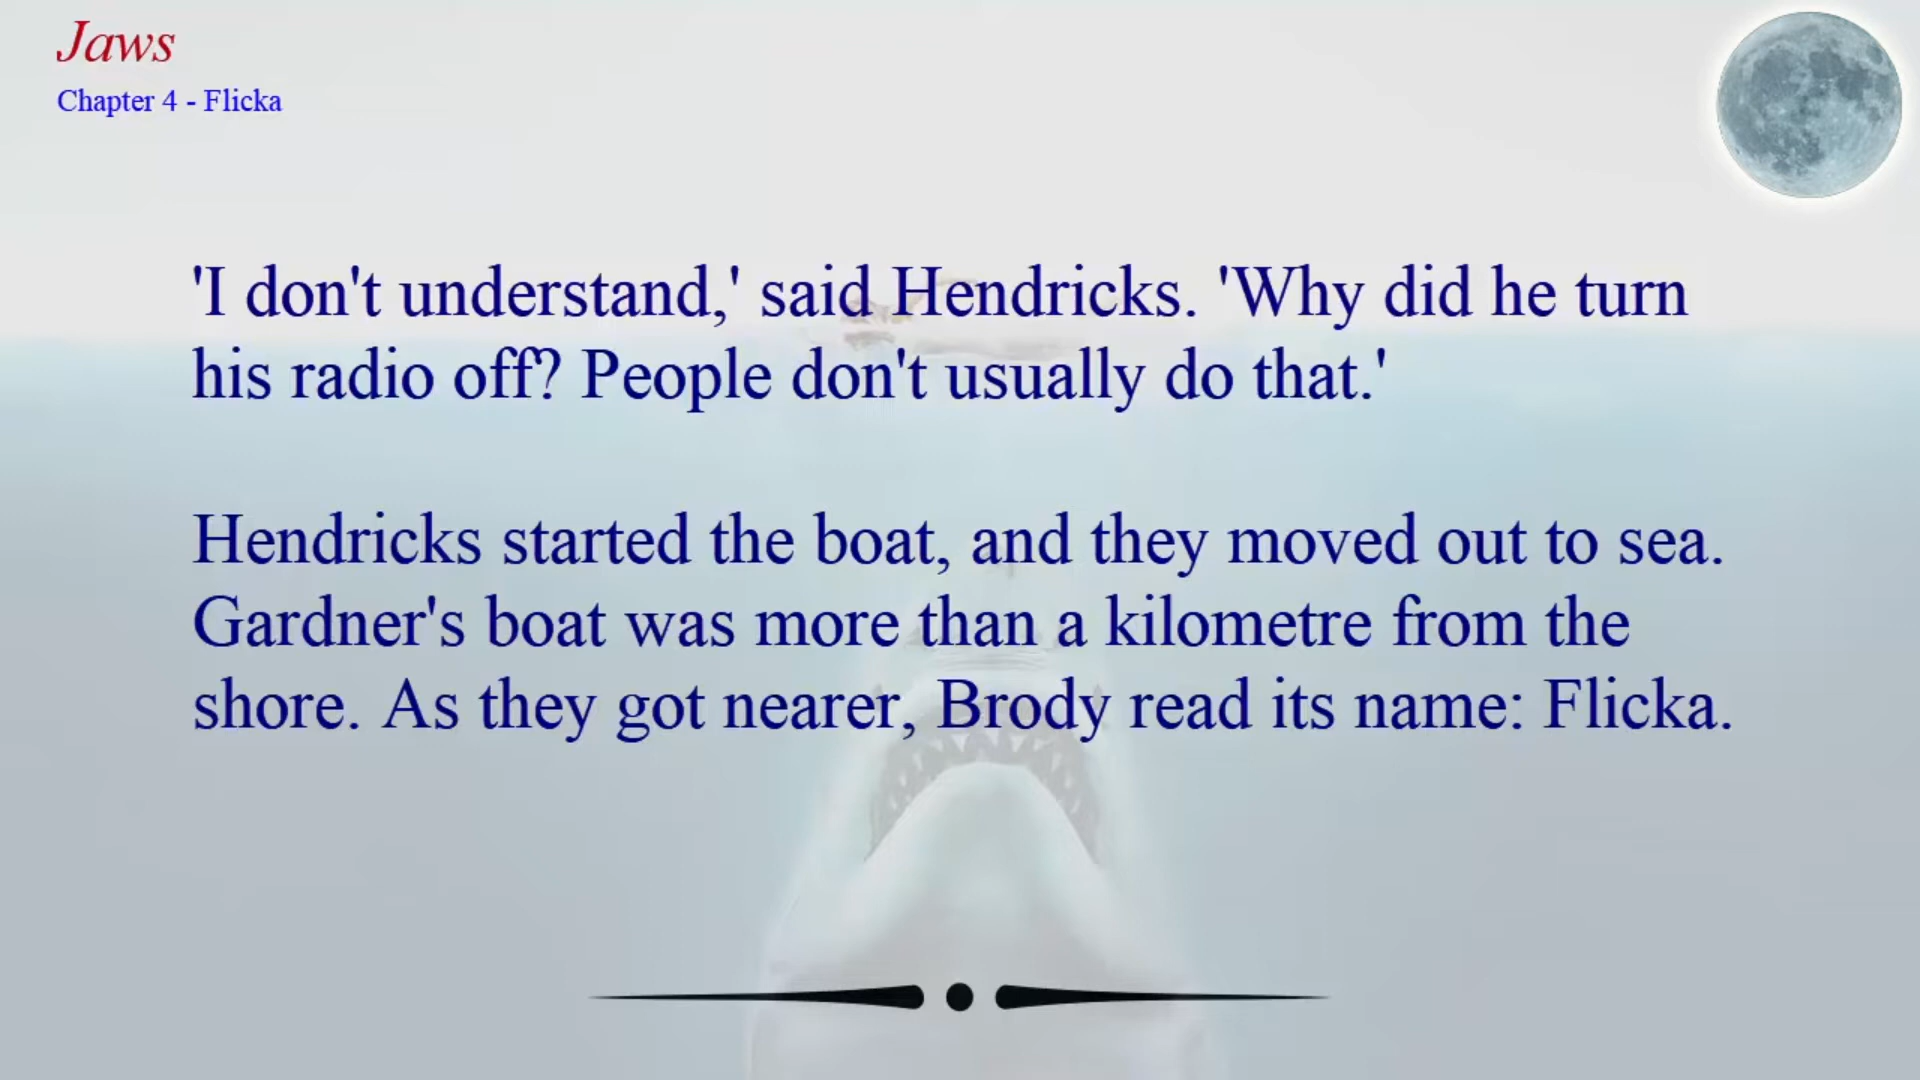 Jaws
Chapter 4 - Flicka
'I don't understand,' said Hendricks. 'Why did he turn
his radio off? People don't usually do that.'
Hendricks started the boat, and they moved out to sea.
Gardner's boat was more than a kilometre from the
shore. As they got nearer, Brody read its name: Flicka.